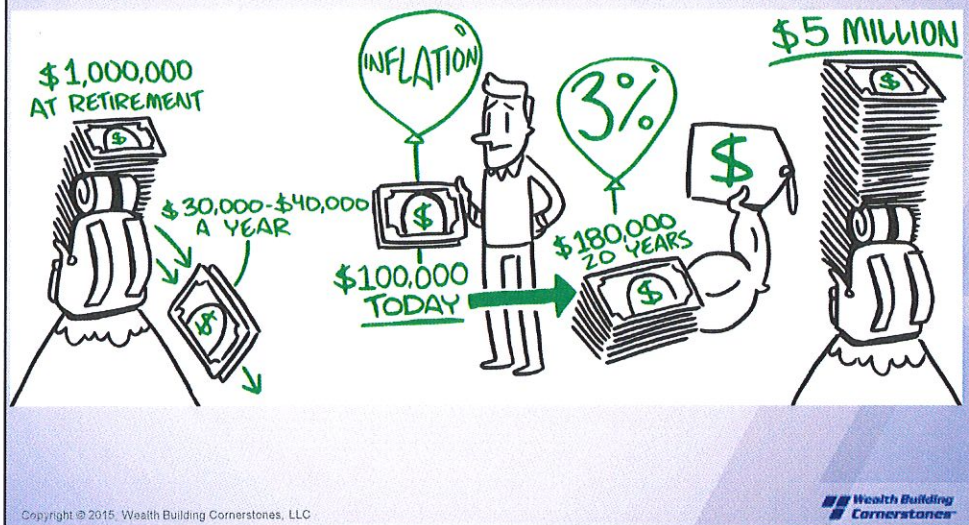 $1,000,000
AT RETIREMENT
$
$30,000-$40,000
A YEAR
$
INFLATION
$
$100,000
TODAY
3%
$180,000
20 YEARS
$
$
$5 MILLION
$
Copyright © 2015, Wealth Building Cornerstones, LLC
Wealth Building
Cornerstones